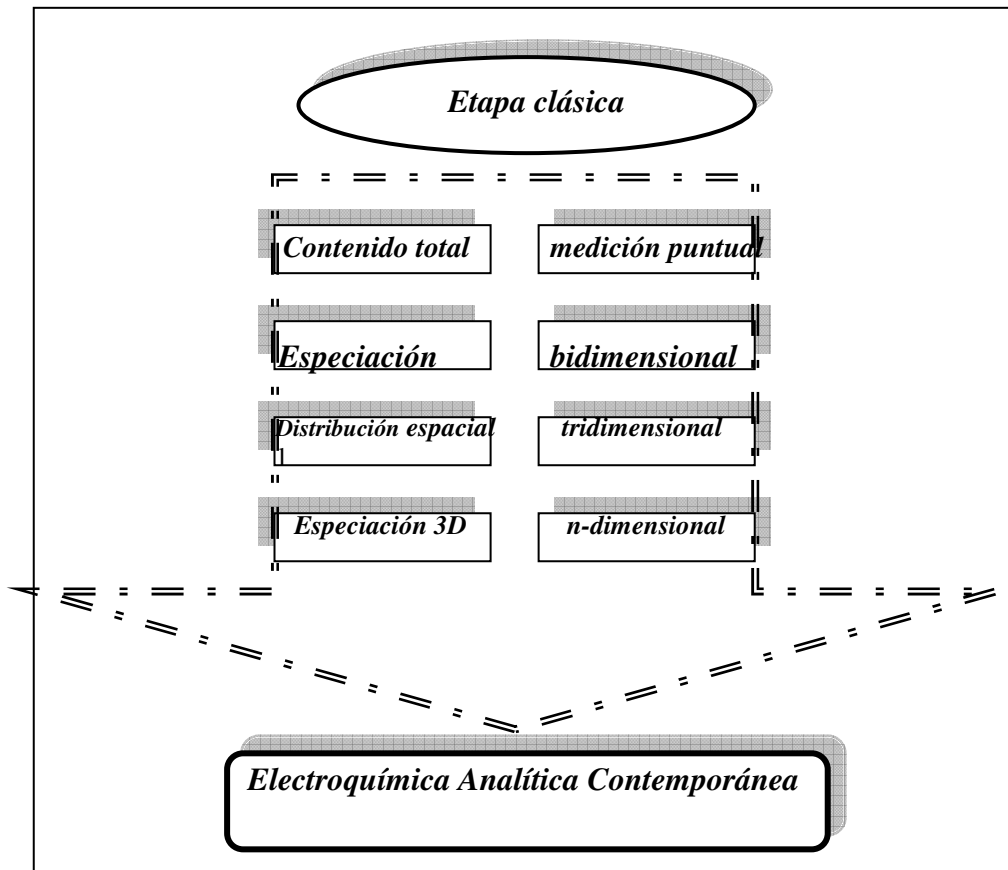 Etapa clásica
Contenido total
medición puntual
Especiación
bidimensional
Distribución espacial
l
tridimensional
Especiación 3D
n-dimensional
Electroquímica Analítica Contemporánea